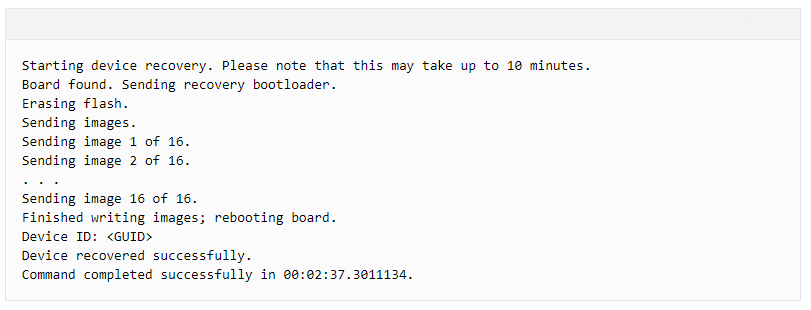 Starting device recovery. Please note that this may take up to 10 minutes.
Board found. Sending recovery bootloader.
Erasing flash.
Sending images.
Sending image 1 of 16.
Sending image 2 of 16.
. . .
Sending image 16 of 16.
Finished writing images; rebooting board.
Device ID: <GUID>
Device recovered successfully.
Command completed successfully in 00:02:37.3011134.